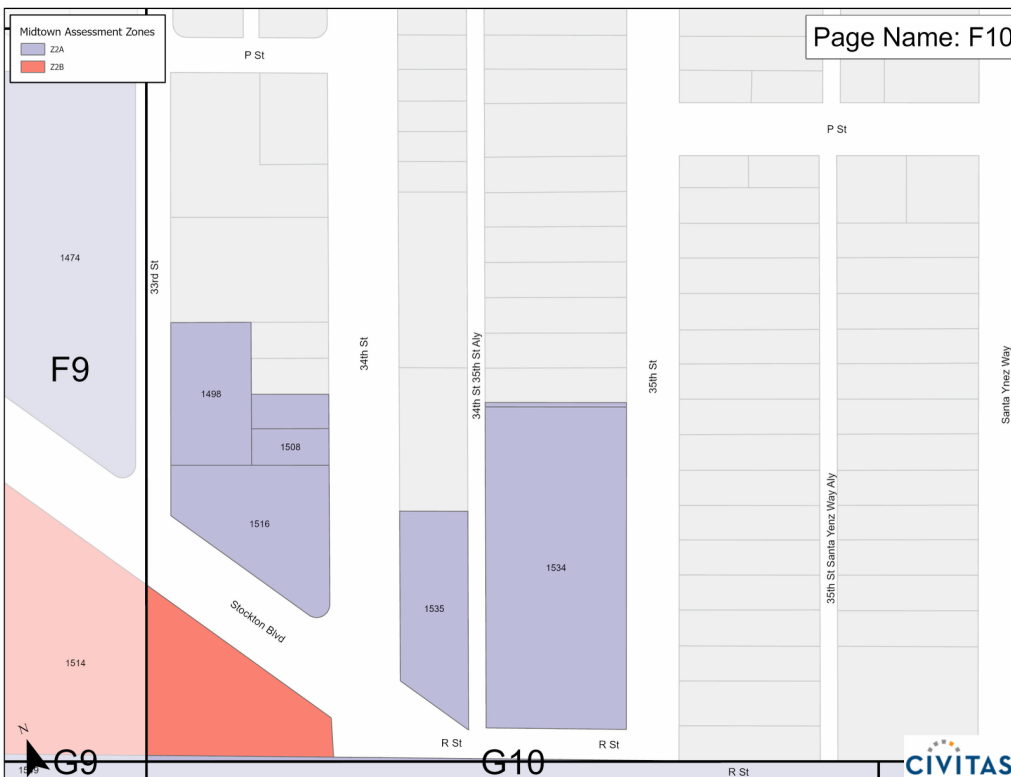 Midtown Assessment Zones
Z2A
Z2B
Page Name: F10
P St
P St
1474
33rd St
F9
34th St
34th St 35th St Aly
35th St
Santa Ynez Way
1498
1508
1516
1534
1535
35th St Santa Yenz Way Aly
Stockton Blvd
1514
N
R St
R St
G9
G10
R St
CIVITAS